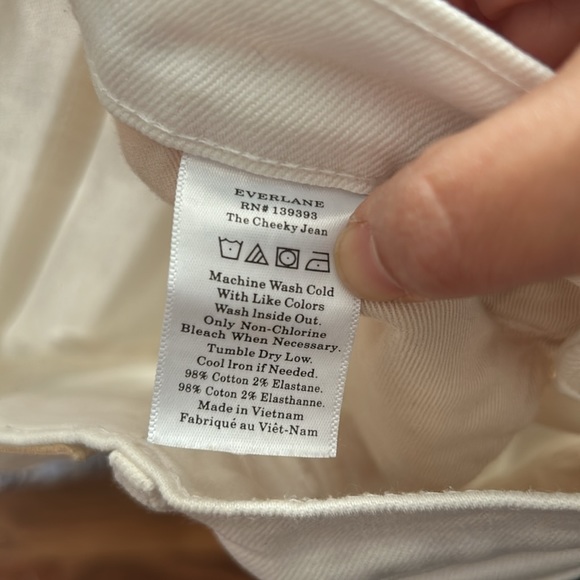 EVERLANE
RN# 139393
The Cheeky Jean
Machine Wash Cold
With Like Colors
Wash Inside Out.
Only Non-Chlorine
Bleach When Necessary.
Tumble Dry Low.
Cool Iron if Needed.
98% Cotton 2% Elastane.
98% Coton 2% Elasthanne.
Made in Vietnam
Fabriqué au Viêt-Nam